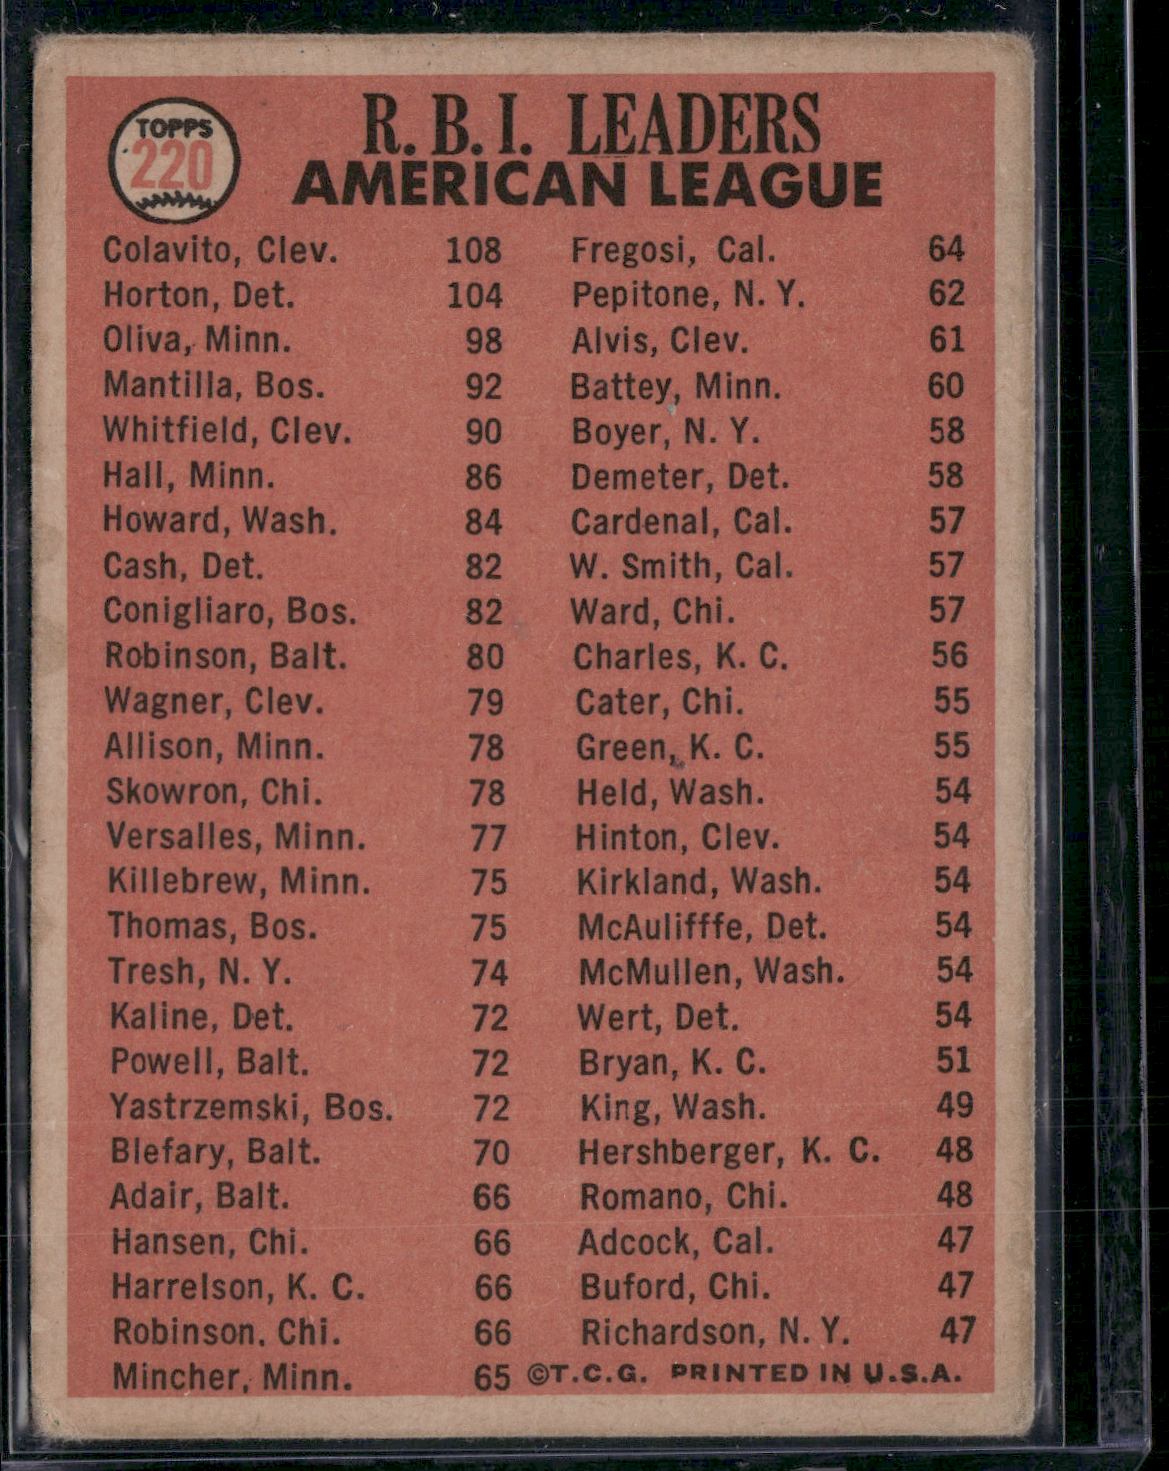 TOPPS
220
R. B. I. LEADERS
AMERICAN LEAGUE
Colavito, Clev. 108
Horton, Det. 104
Oliva, Minn. 98
Mantilla, Bos. 92
Whitfield, Clev. 90
Hall, Minn. 86
Howard, Wash. 84
Cash, Det. 82
Conigliaro, Bos. 82
Robinson, Balt. 80
Wagner, Clev. 79
Allison, Minn. 78
Skowron, Chi. 78
Versalles, Minn. 77
Killebrew, Minn. 75
Thomas, Bos. 75
Tresh, N. Y. 74
Kaline, Det. 72
Powell, Balt. 72
Yastrzemski, Bos. 72
Blefary, Balt. 70
Adair, Balt. 66
Hansen, Chi. 66
Harrelson, K. C. 66
Robinson, Chi. 66
Mincher, Minn. 65
Fregosi, Cal. 64
Pepitone, N. Y. 62
Alvis, Clev. 61
Battey, Minn. 60
Boyer, N. Y. 58
Demeter, Det. 58
Cardenal, Cal. 57
W. Smith, Cal. 57
Ward, Chi. 57
Charles, K. C. 56
Cater, Chi. 55
Green, K. C. 55
Held, Wash. 54
Hinton, Clev. 54
Kirkland, Wash. 54
McAulifffe, Det. 54
McMullen, Wash. 54
Wert, Det. 54
Bryan, K. C. 51
King, Wash. 49
Hershberger, K. C. 48
Romano, Chi. 48
Adcock, Cal. 47
Buford, Chi. 47
Richardson, N. Y. 47
©T.C.G. PRINTED IN U.S.A.